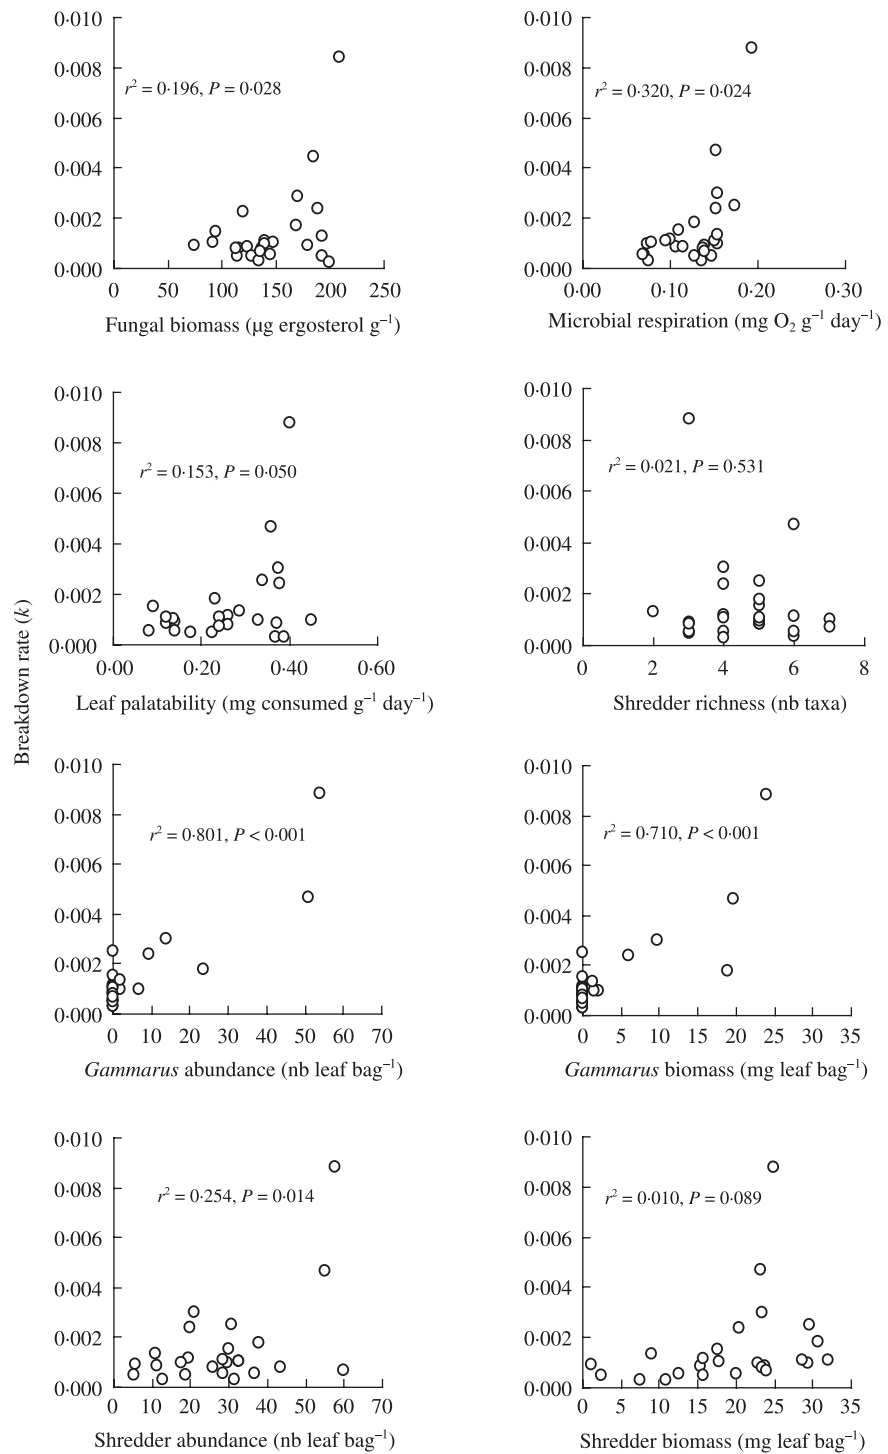 0·010
0·008
0·006
0·004
0·002
0·000
r² = 0·196, P = 0·028
0 50 100 150 200 250
Fungal biomass (µg ergosterol g⁻¹)
0·010
0·008
0·006
0·004
0·002
0·000
r² = 0·320, P = 0·024
0·00 0·10 0·20 0·30
Microbial respiration (mg O₂ g⁻¹ day⁻¹)
Breakdown rate (k)
0·010
0·008
0·006
0·004
0·002
0·000
r² = 0·153, P = 0·050
0·00 0·20 0·40 0·60
Leaf palatability (mg consumed g⁻¹ day⁻¹)
0·010
0·008
0·006
0·004
0·002
0·000
r² = 0·021, P = 0·531
0 2 4 6 8
Shredder richness (nb taxa)
0·010
0·008
0·006
0·004
0·002
0·000
r² = 0·801, P < 0·001
0 10 20 30 40 50 60 70
Gammarus abundance (nb leaf bag⁻¹)
0·010
0·008
0·006
0·004
0·002
0·000
r² = 0·710, P < 0·001
0 5 10 15 20 25 30 35
Gammarus biomass (mg leaf bag⁻¹)
0·010
0·008
0·006
0·004
0·002
0·000
r² = 0·254, P = 0·014
0 10 20 30 40 50 60 70
Shredder abundance (nb leaf bag⁻¹)
0·010
0·008
0·006
0·004
0·002
0·000
r² = 0·010, P = 0·089
0 5 10 15 20 25 30 35
Shredder biomass (mg leaf bag⁻¹)